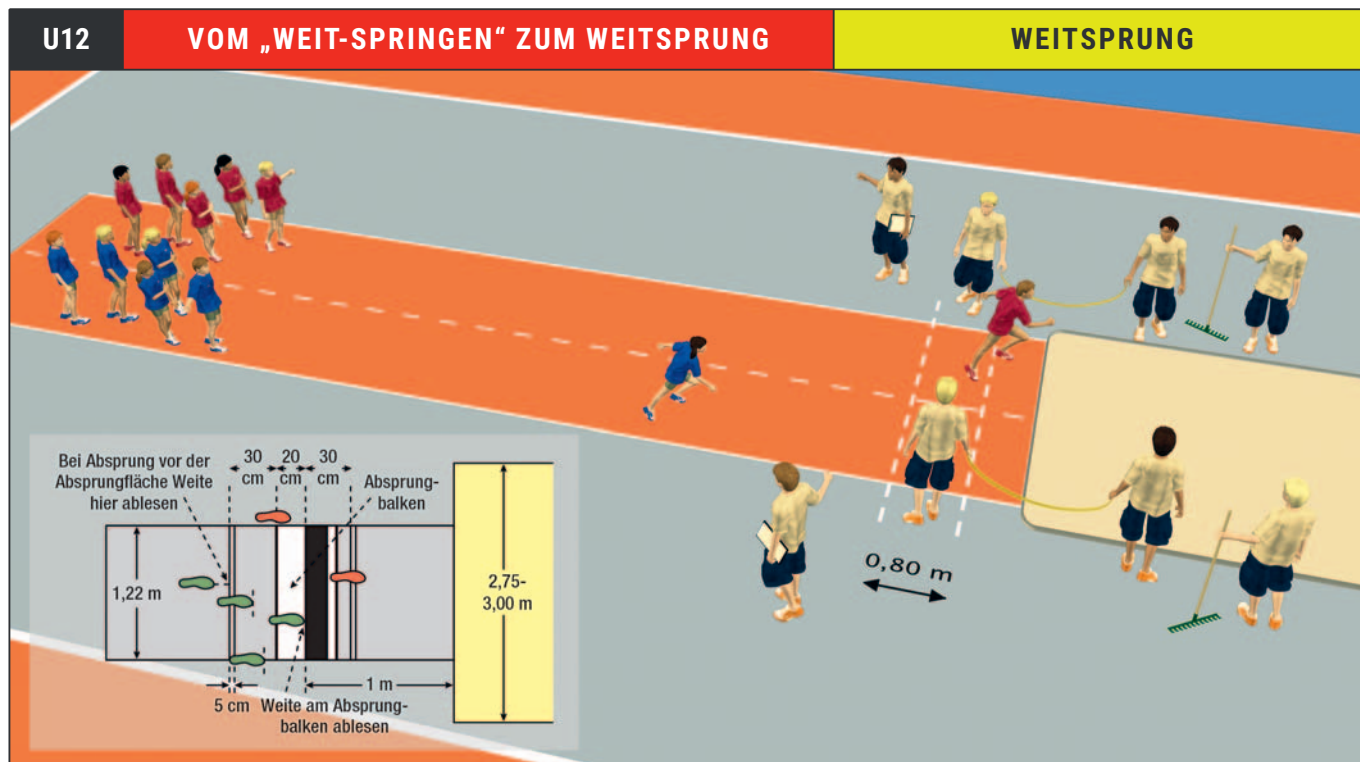 U12
VOM „WEIT-SPRINGEN“ ZUM WEITSPRUNG
WEITSPRUNG
0,80 m
Bei Absprung vor der
Absprungfläche Weite
hier ablesen
30
cm
20
cm
30
cm
Absprung-
balken
1,22 m
2,75-
3,00 m
1 m
5 cm
Weite am Absprung-
balken ablesen